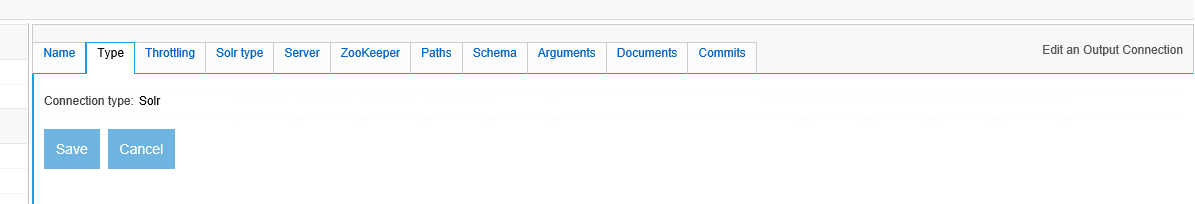 Name Type Throttling Solr type Server ZooKeeper Paths Schema Arguments Documents Commits Edit an Output Connection
Connection type: Solr
Save Cancel